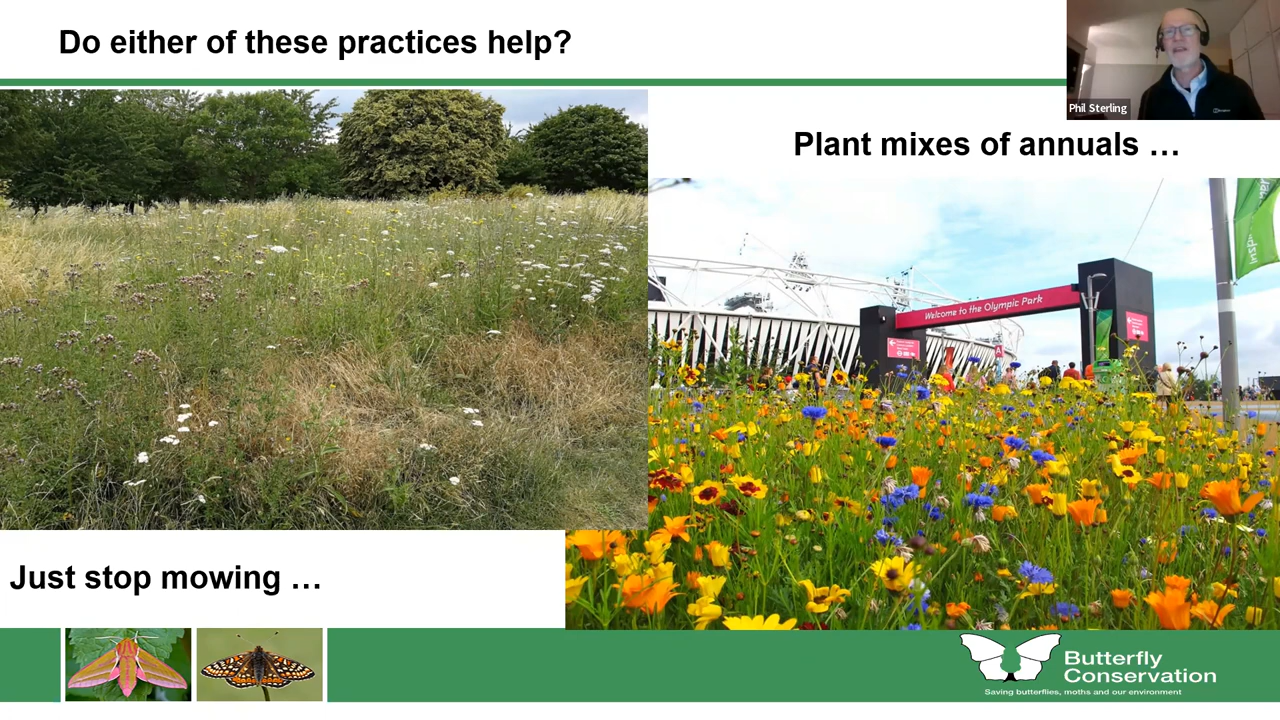 Do either of these practices help?
Phil Sterling
Plant mixes of annuals …
Welcome to the Olympic Park
A
Just stop mowing …
Butterfly
Conservation
Saving butterflies, moths and our environment